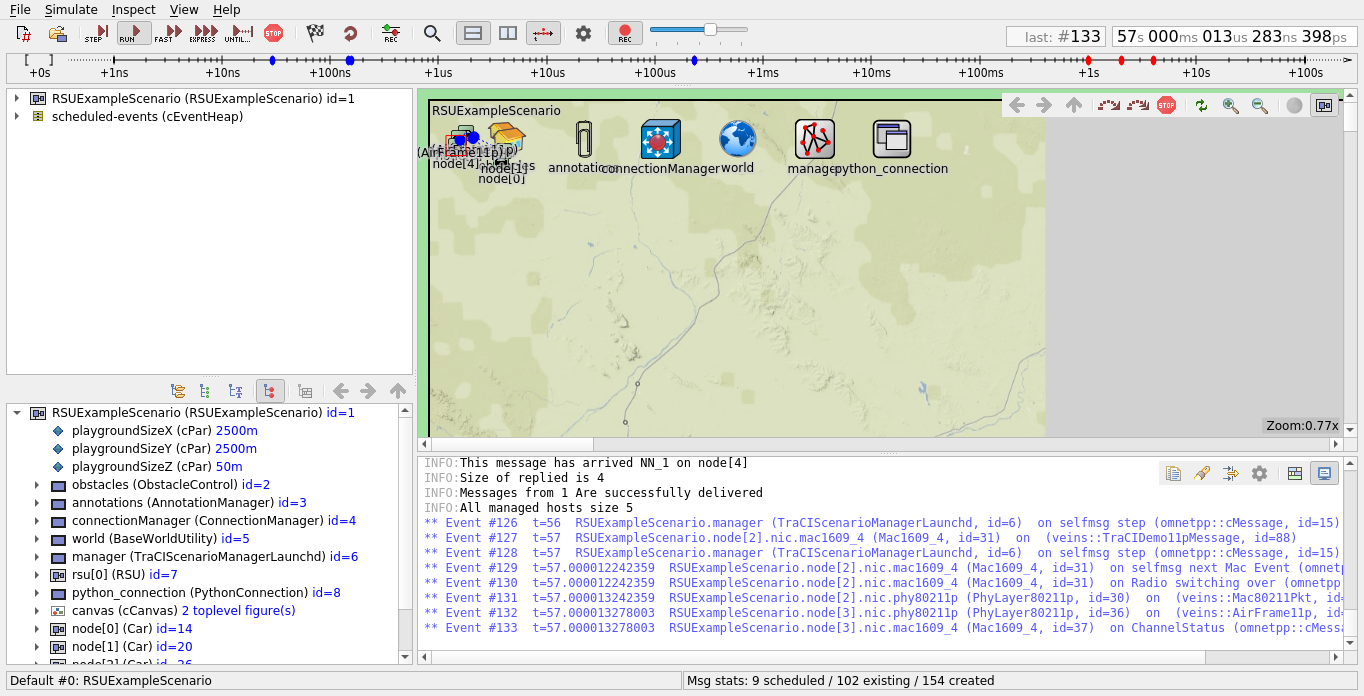 File Simulate Inspect View Help
STEP RUN FAST EXPRESS UNTIL... STOP REC REC last: #133 57s 000ms 013us 283ns 398ps
+0s +1ns +10ns +100ns +1us +10us +100us +1ms +10ms +100ms +1s +10s +100s
RSUExampleScenario (RSUExampleScenario) id=1
scheduled-events (cEventHeap)
RSUExampleScenario
STOP
(AirFrame11p)
node[4]
node[1]
node[0]
connectionManager world python_connection
Zoom:0.77x
RSUExampleScenario (RSUExampleScenario) id=1
playgroundSizeX (cPar) 2500m
playgroundSizeY (cPar) 2500m
playgroundSizeZ (cPar) 50m
obstacles (ObstacleControl) id=2
annotations (AnnotationManager) id=3
connectionManager (ConnectionManager) id=4
world (BaseWorldUtility) id=5
manager (TraCIScenarioManagerLaunchd) id=6
rsu[0] (RSU) id=7
python_connection (PythonConnection) id=8
canvas (cCanvas) 2 toplevel figure(s)
node[0] (Car) id=14
node[1] (Car) id=20
INFO:This message has arrived NN_1 on node[4]
INFO:Size of replied is 4
INFO:Messages from 1 Are successfully delivered
INFO:All managed hosts size 5
** Event #126 t=56 RSUExampleScenario.manager (TraCIScenarioManagerLaunchd, id=6) on selfmsg step (omnetpp::cMessage, id=15)
** Event #127 t=57 RSUExampleScenario.node[2].nic.mac1609_4 (Mac1609_4, id=31) on (veins::TraCIDemo11pMessage, id=88)
** Event #128 t=57 RSUExampleScenario.manager (TraCIScenarioManagerLaunchd, id=6) on selfmsg step (omnetpp::cMessage, id=15)
** Event #129 t=57.000012242359 RSUExampleScenario.node[2].nic.mac1609_4 (Mac1609_4, id=31) on selfmsg next Mac Event (omnetp
** Event #130 t=57.000012242359 RSUExampleScenario.node[2].nic.mac1609_4 (Mac1609_4, id=31) on Radio switching over (omnetpp
** Event #131 t=57.000013242359 RSUExampleScenario.node[2].nic.phy80211p (PhyLayer80211p, id=30) on (veins::Mac80211Pkt, id=
** Event #132 t=57.000013278003 RSUExampleScenario.node[3].nic.phy80211p (PhyLayer80211p, id=36) on (veins::AirFrame11p, id=
** Event #133 t=57.000013278003 RSUExampleScenario.node[3].nic.mac1609_4 (Mac1609_4, id=37) on ChannelStatus (omnetpp::cMessa
Default #0: RSUExampleScenario
Msg stats: 9 scheduled / 102 existing / 154 created